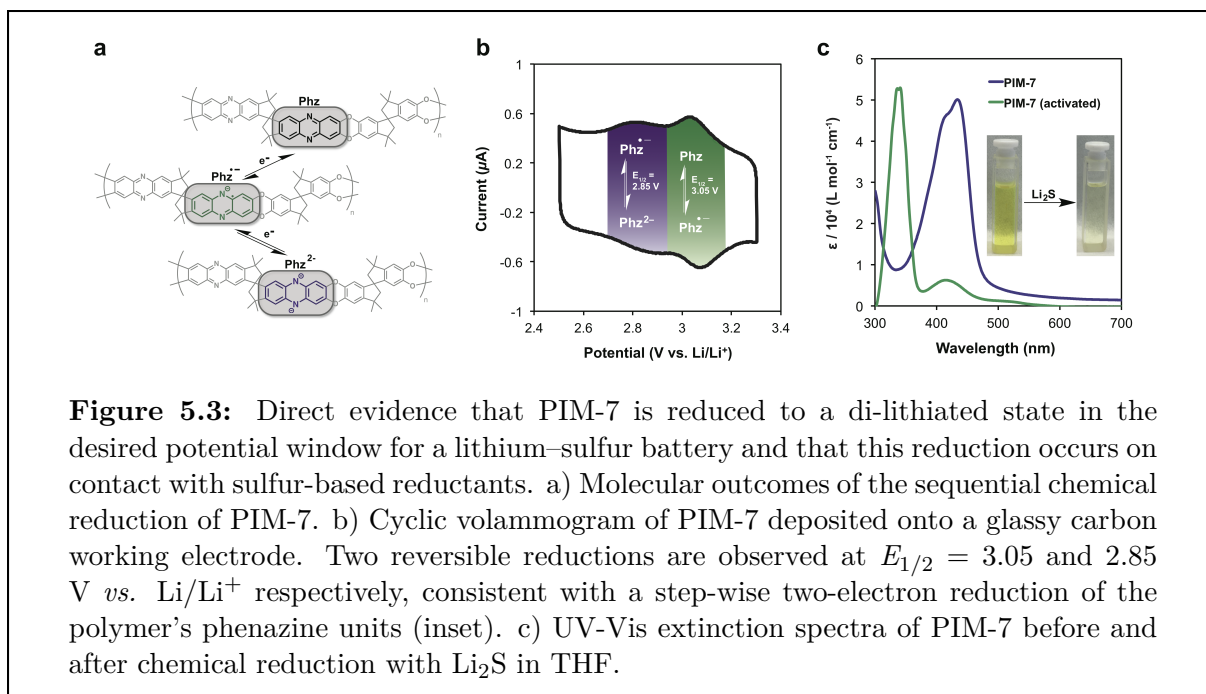 a
Phz
e-
Phz•–
e-
Phz2-
n
n
n
b
1
0.6
0.2
-0.2
-0.6
-1
Current (µA)
2.4 2.6 2.8 3 3.2 3.4
Potential (V vs. Li/Li+)
Phz•–
E1/2 =
2.85 V
Phz2–
Phz
E1/2 =
3.05 V
Phz•–
c
6
5
4
3
2
1
0
ε / 10⁴ (L mol-1 cm-1)
300 400 500 600 700
Wavelength (nm)
PIM-7
PIM-7 (activated)
Li2S
Figure 5.3: Direct evidence that PIM-7 is reduced to a di-lithiated state in the
desired potential window for a lithium–sulfur battery and that this reduction occurs on
contact with sulfur-based reductants. a) Molecular outcomes of the sequential chemical
reduction of PIM-7. b) Cyclic volammogram of PIM-7 deposited onto a glassy carbon
working electrode. Two reversible reductions are observed at E1/2 = 3.05 and 2.85
V vs. Li/Li+ respectively, consistent with a step-wise two-electron reduction of the
polymer's phenazine units (inset). c) UV-Vis extinction spectra of PIM-7 before and
after chemical reduction with Li2S in THF.